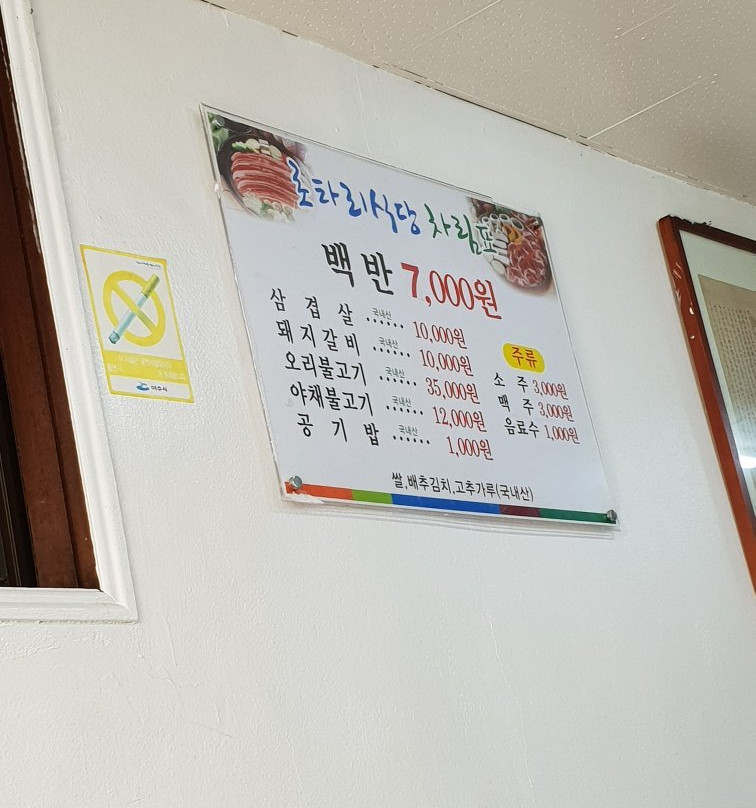 로타리식당 차림표
백반 7,000원
삼겹살 국내산 ...... 10,000원
돼지갈비 국내산 ...... 10,000원
오리불고기 국내산 ...... 35,000원
야채불고기 국내산 ...... 12,000원
공기밥 ...... 1,000원
주류
소주 3,000원
맥주 3,000원
음료수 1,000원
쌀,배추김치,고추가루(국내산)
여수시